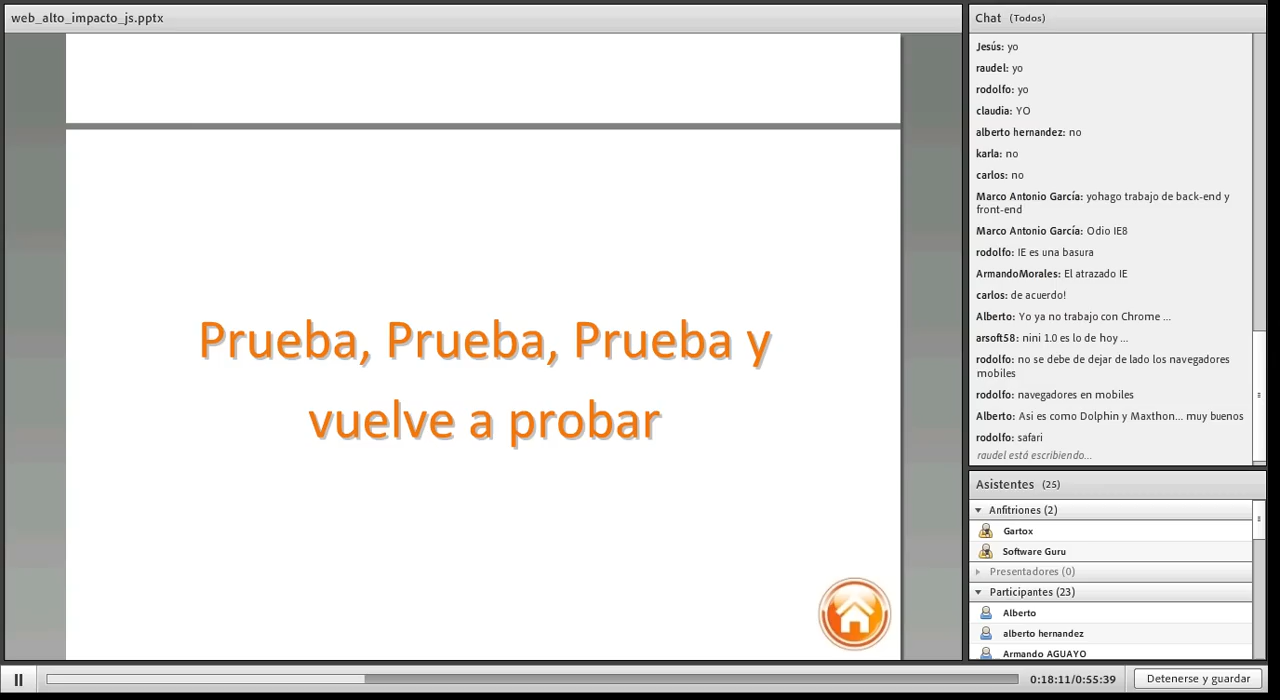 web_alto_impacto_js.pptx
Prueba, Prueba, Prueba y
vuelve a probar
Chat (Todos)
Jesús: yo
raudel: yo
rodolfo: yo
claudia: YO
alberto hernandez: no
karla: no
carlos: no
Marco Antonio García: yohago trabajo de back-end y
front-end
Marco Antonio García: Odio IE8
rodolfo: IE es una basura
ArmandoMorales: El atrazado IE
carlos: de acuerdo!
Alberto: Yo ya no trabajo con Chrome ...
arsoft58: nini 1.0 es lo de hoy ...
rodolfo: no se debe de dejar de lado los navegadores
mobiles
rodolfo: navegadores en mobiles
Alberto: Asi es como Dolphin y Maxthon... muy buenos
rodolfo: safari
raudel está escribiendo...
Asistentes (25)
Anfitriones (2)
Gartox
Software Guru
Presentadores (0)
Participantes (23)
Alberto
alberto hernandez
Armando AGUAYO
0:18:11/0:55:39
Detenerse y guardar